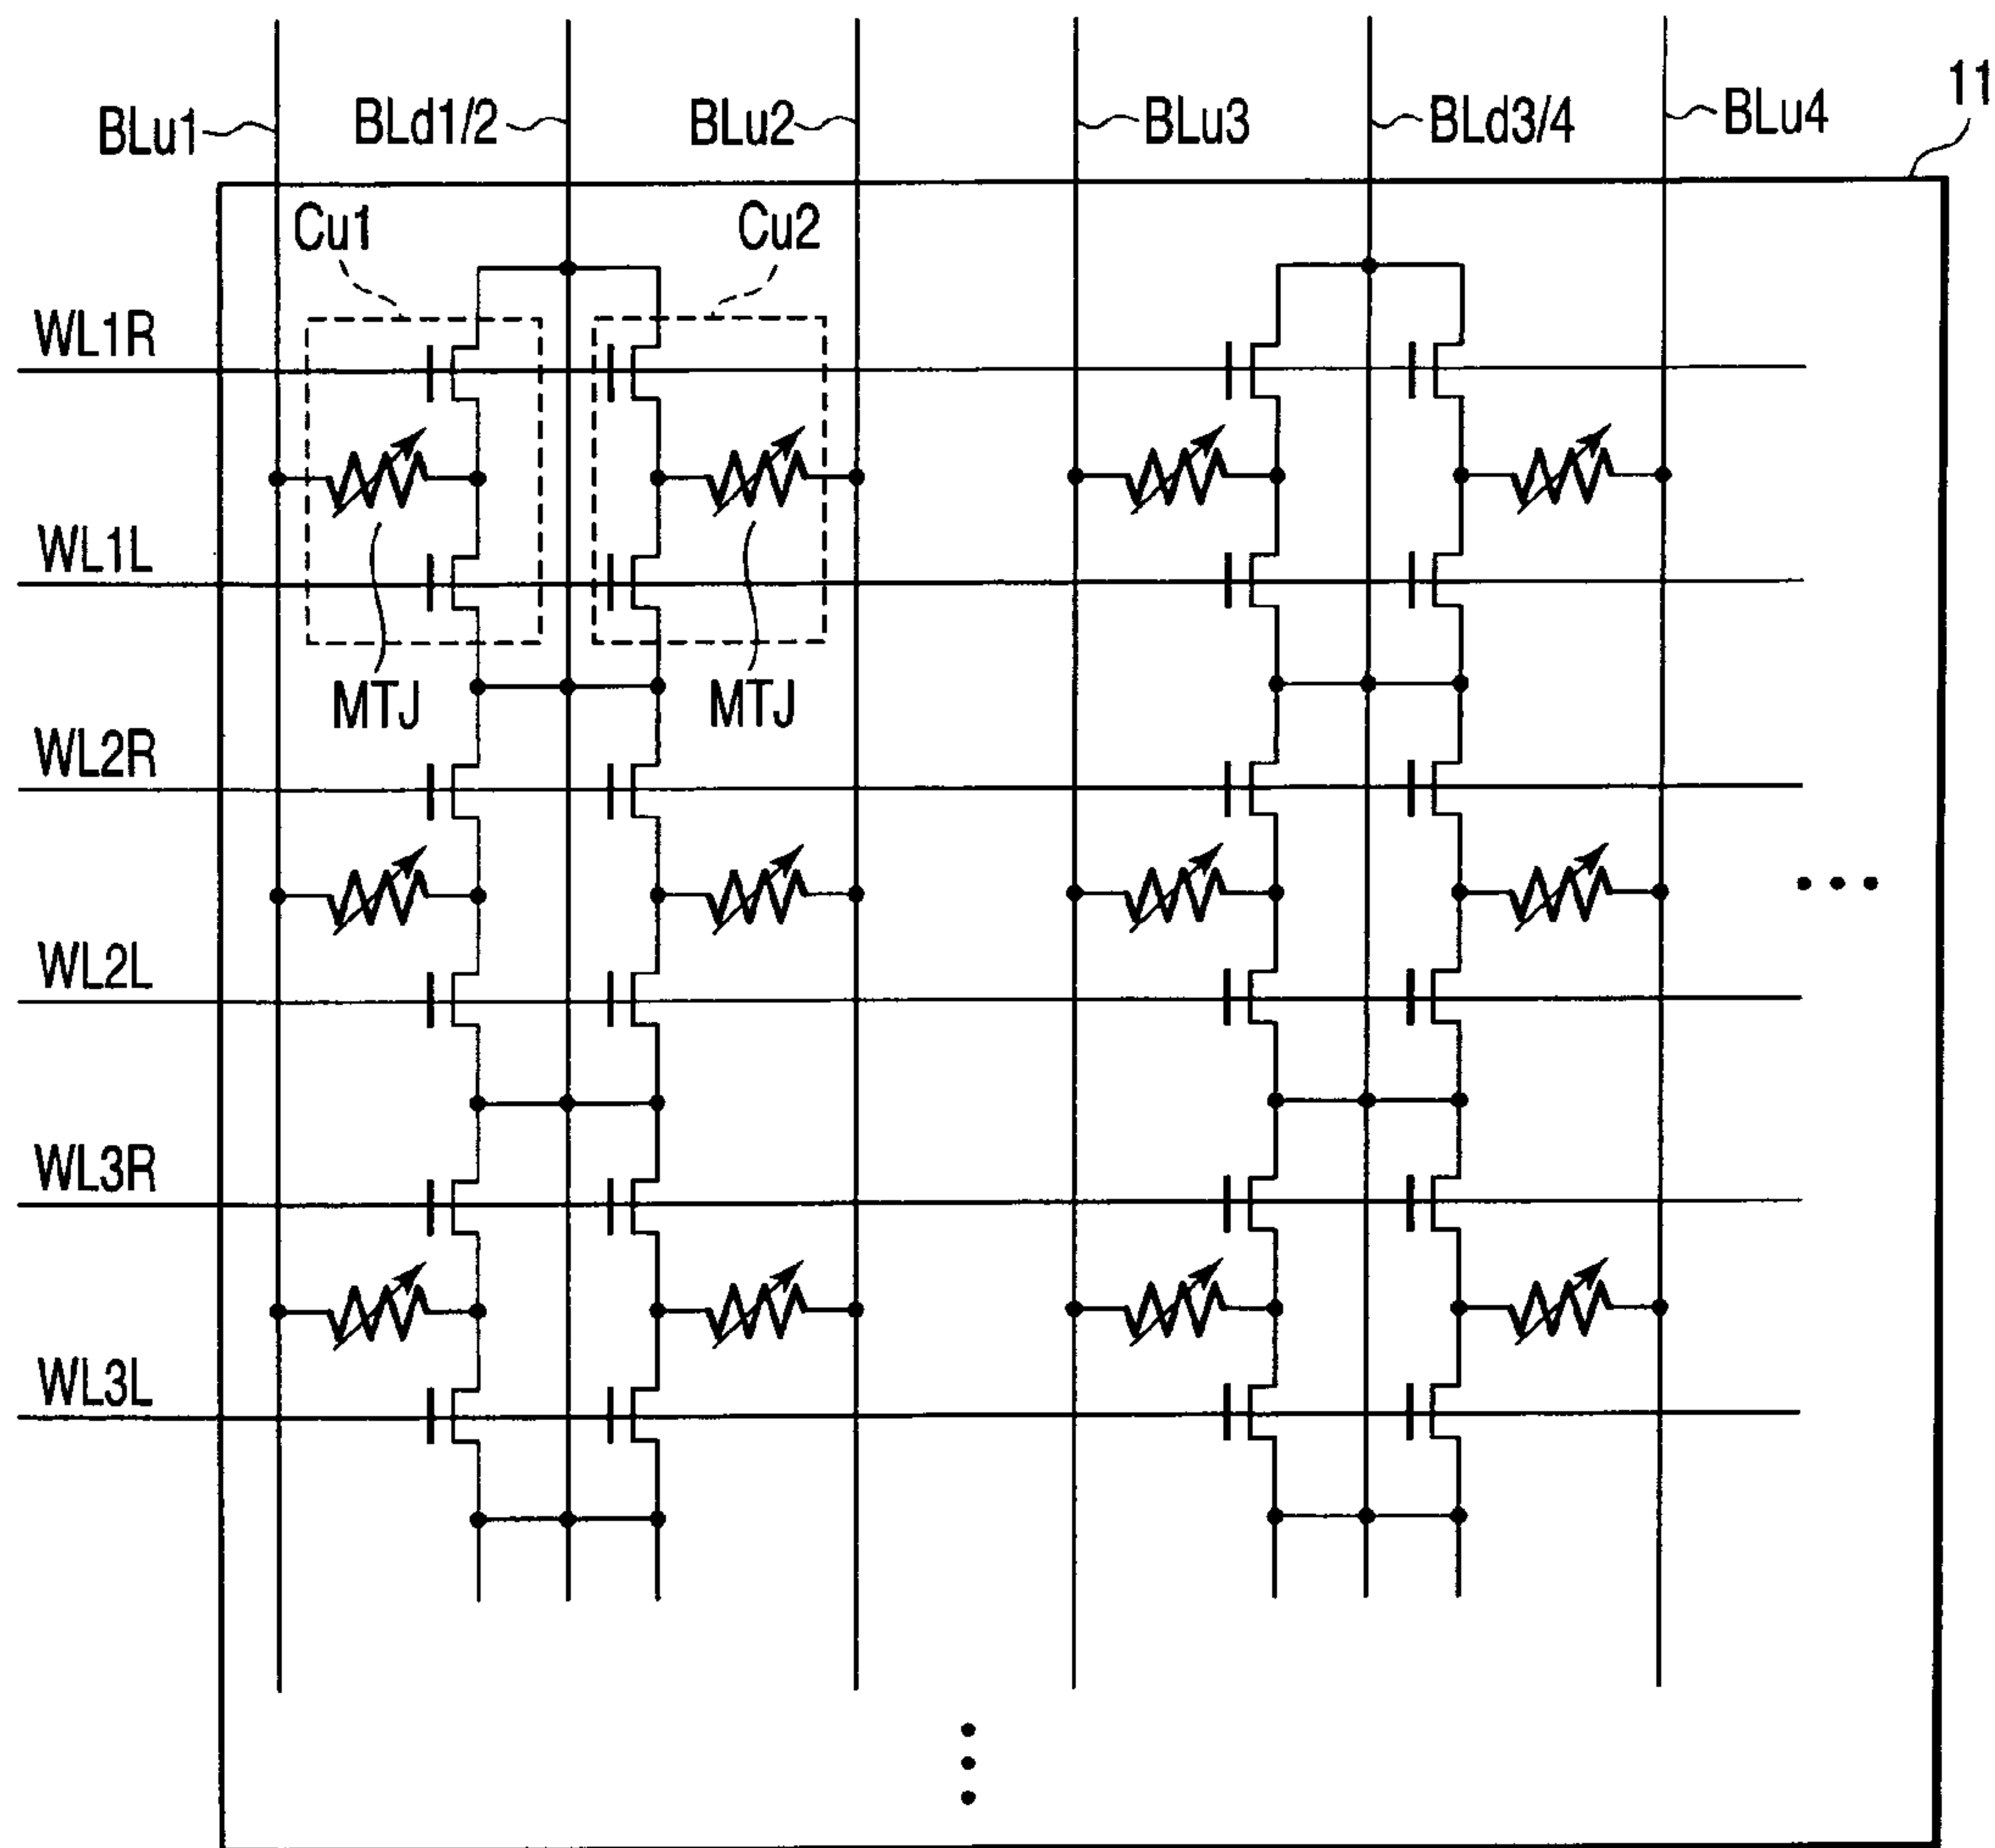 BLu1
BLd1/2
BLu2
BLu3
BLd3/4
BLu4
11
Cu1
Cu2
WL1R
WL1L
MTJ
MTJ
WL2R
WL2L
WL3R
WL3L